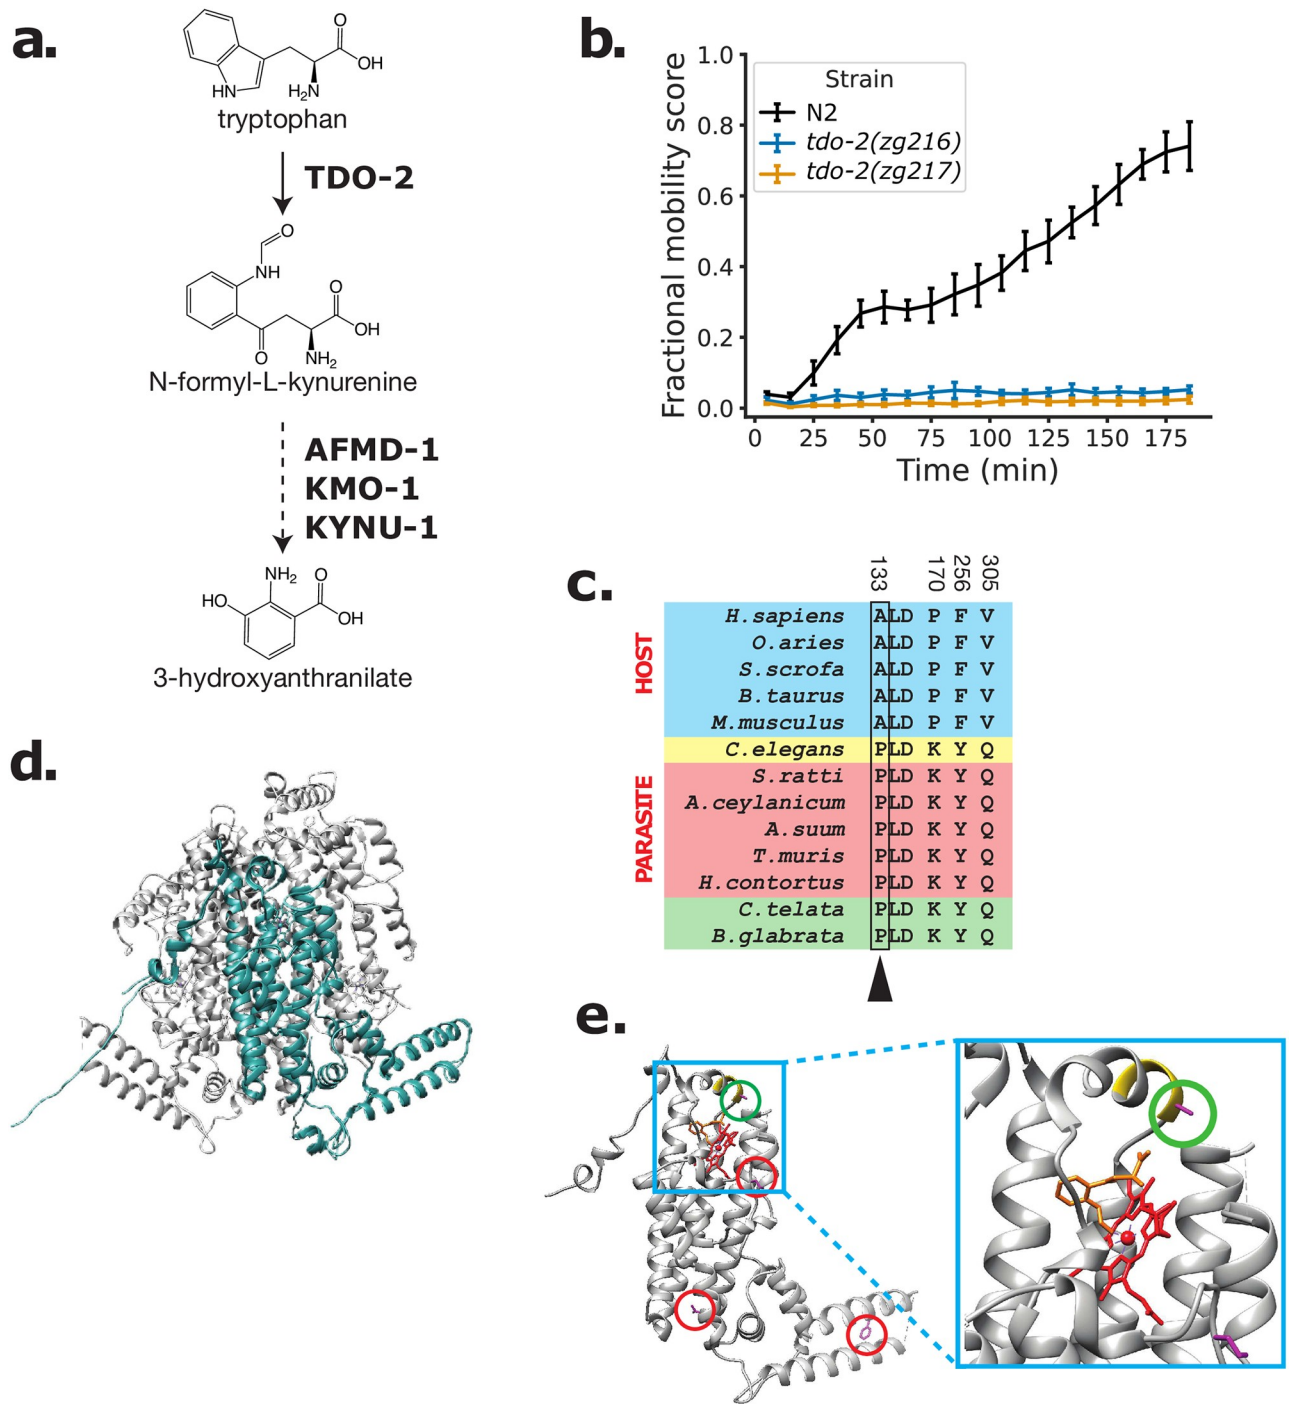 a.
O
OH
HN
H₂N
tryptophan
TDO-2
O
NH
O
OH
O
NH₂
N-formyl-L-kynurenine
AFMD-1
KMO-1
KYNU-1
NH₂
O
HO
OH
3-hydroxyanthranilate
b.
Fractional mobility score
1.0
0.8
0.6
0.4
0.2
0.0
Strain
N2
tdo-2(zg216)
tdo-2(zg217)
0 25 50 75 100 125 150 175
Time (min)
c.
133 170 256 305
HOST
H.sapiens ALD P F V
O.aries ALD P F V
S.scrofa ALD P F V
B.taurus ALD P F V
M.musculus ALD P F V
C.elegans PLD K Y Q
PARASITE
S.ratti PLD K Y Q
A.ceylanicum PLD K Y Q
A.suum PLD K Y Q
T.muris PLD K Y Q
H.contortus PLD K Y Q
C.telata PLD K Y Q
B.glabrata PLD K Y Q
d.
e.